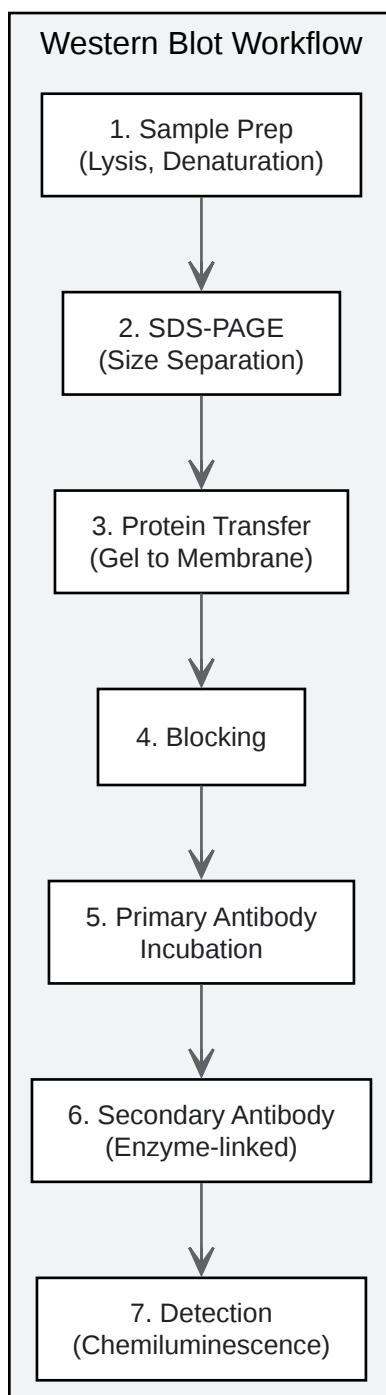 Western Blot Workflow
1. Sample Prep
(Lysis, Denaturation)
2. SDS-PAGE
(Size Separation)
3. Protein Transfer
(Gel to Membrane)
4. Blocking
5. Primary Antibody
Incubation
6. Secondary Antibody
(Enzyme-linked)
7. Detection
(Chemiluminescence)